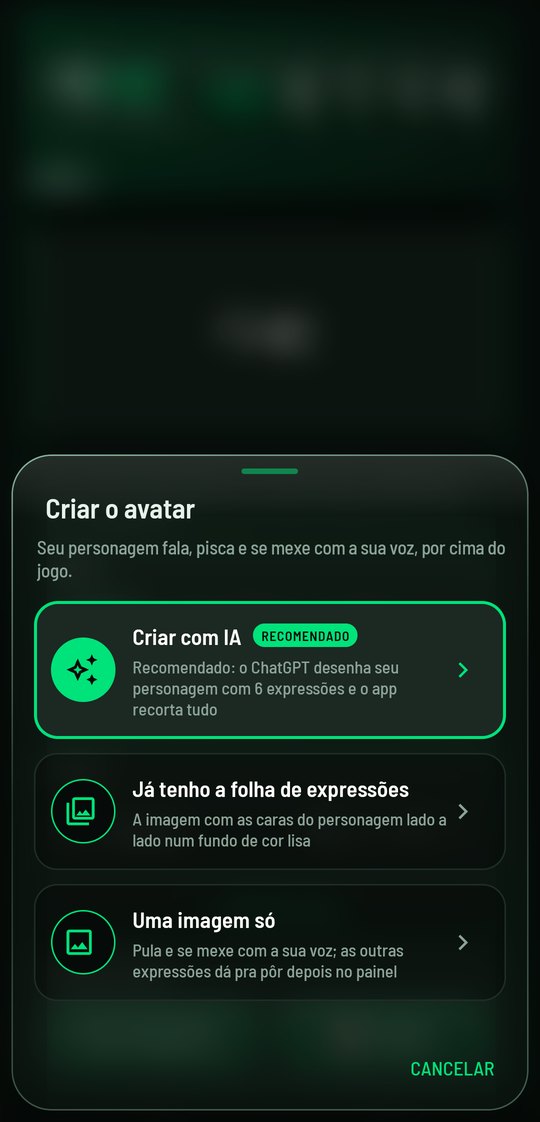 Criar o avatar
Seu personagem fala, pisca e se mexe com a sua voz, por cima do
jogo.
Criar com IA RECOMENDADO
Recomendado: o ChatGPT desenha seu
personagem com 6 expressões e o app
recorta tudo
Já tenho a folha de expressões
A imagem com as caras do personagem lado a
lado num fundo de cor lisa
Uma imagem só
Pula e se mexe com a sua voz; as outras
expressões dá pra pôr depois no painel
CANCELAR